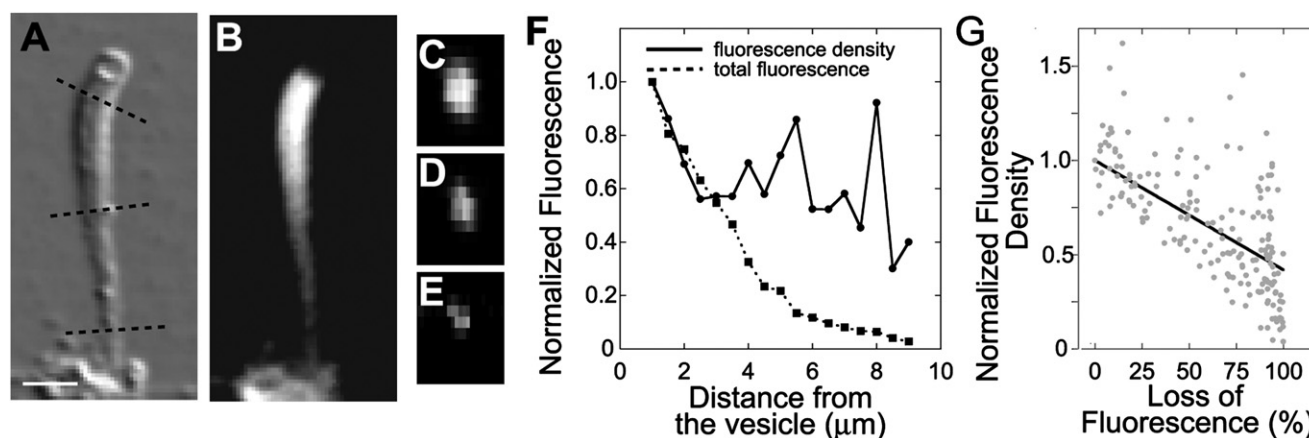 A
B
C
D
E
F
Normalized Fluorescence
1.0
0.8
0.6
0.4
0.2
0
fluorescence density
total fluorescence
0 2 4 6 8 10
Distance from
the vesicle (μm)
G
Normalized Fluorescence
Density
1.5
1.0
0.5
0
0 25 50 75 100
Loss of
Fluorescence (%)